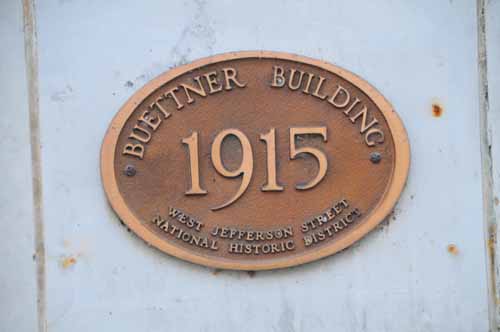 BUETTNER BUILDING
1915
WEST JEFFERSON STREET
NATIONAL HISTORIC DISTRICT